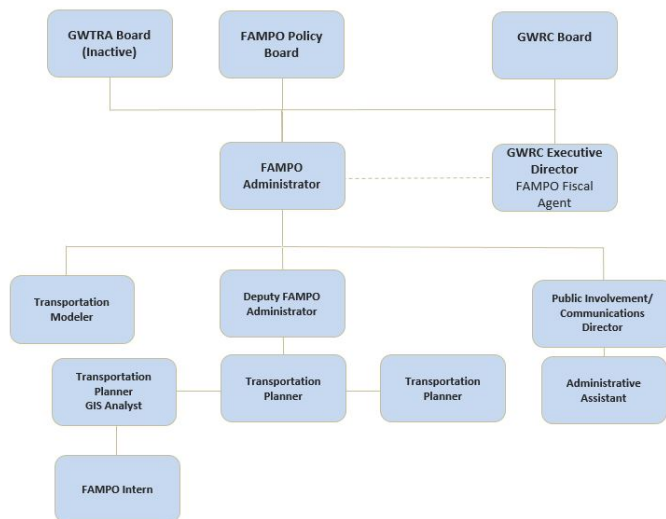 GWTRA Board
(Inactive)
FAMPO Policy
Board
GWRC Board
FAMPO
Administrator
GWRC Executive
Director
FAMPO Fiscal
Agent
Transportation
Modeler
Deputy FAMPO
Administrator
Public Involvement/
Communications
Director
Transportation
Planner
GIS Analyst
Transportation
Planner
Transportation
Planner
Administrative
Assistant
FAMPO Intern